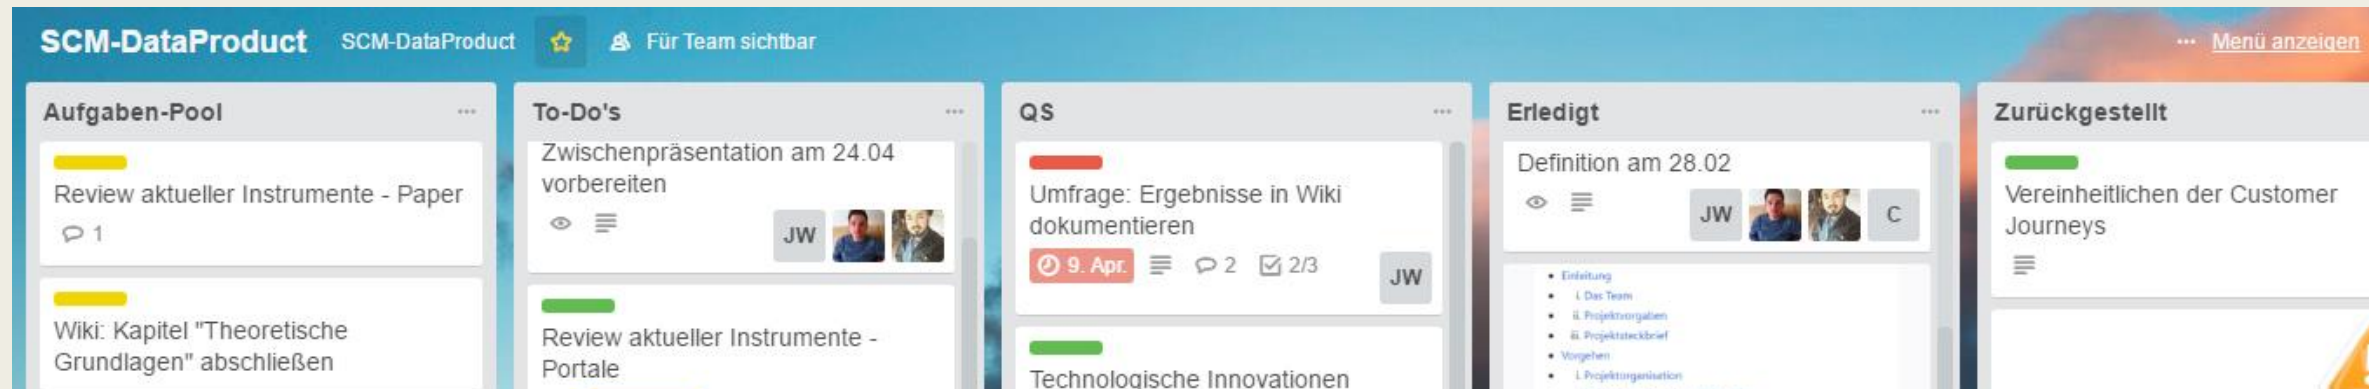 SCM-DataProduct SCM-DataProduct Für Team sichtbar ... Menü anzeigen
Aufgaben-Pool ...
Review aktueller Instrumente - Paper
1
Wiki: Kapitel "Theoretische
Grundlagen" abschließen
To-Do's ...
Zwischenpräsentation am 24.04
vorbereiten
JW
Review aktueller Instrumente -
Portale
QS ...
Umfrage: Ergebnisse in Wiki
dokumentieren
9. Apr. 2 2/3 JW
Technologische Innovationen
Erledigt ...
Definition am 28.02
JW C
• Einleitung
• i. Das Team
• ii. Projektvorgaben
• iii. Projektsteckbrief
• Vorgehen
• i. Projektorganisation
Zurückgestellt
Vereinheitlichen der Customer
Journeys